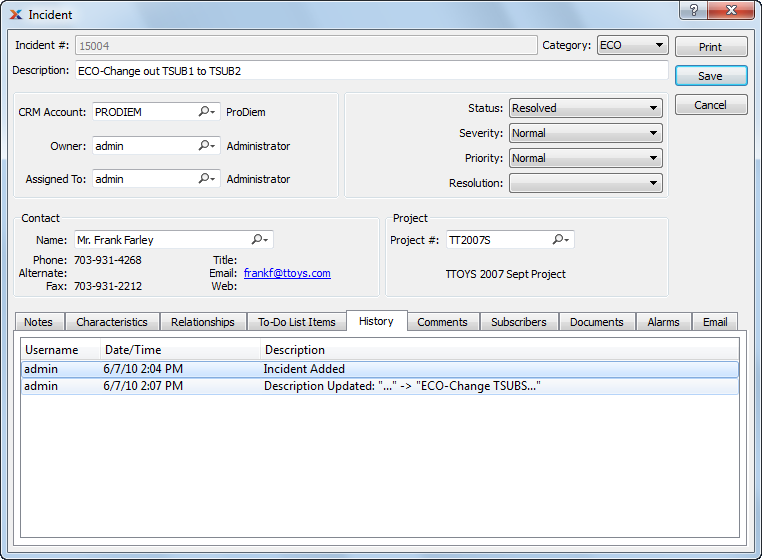 Incident
Incident #: 15004 Category: ECO Print
Description: ECO-Change out TSUB1 to TSUB2 Save
Cancel
CRM Account: PRODIEM ProDiem
Owner: admin Administrator
Assigned To: admin Administrator
Status: Resolved
Severity: Normal
Priority: Normal
Resolution:
Contact
Name: Mr. Frank Farley
Phone: 703-931-4268 Title:
Alternate: Email: frankf@ttoys.com
Fax: 703-931-2212 Web:
Project
Project #: TT2007S
TTOYS 2007 Sept Project
Notes Characteristics Relationships To-Do List Items History Comments Subscribers Documents Alarms Email
Username Date/Time Description
admin 6/7/10 2:04 PM Incident Added
admin 6/7/10 2:07 PM Description Updated: "..." -> "ECO-Change TSUBS..."